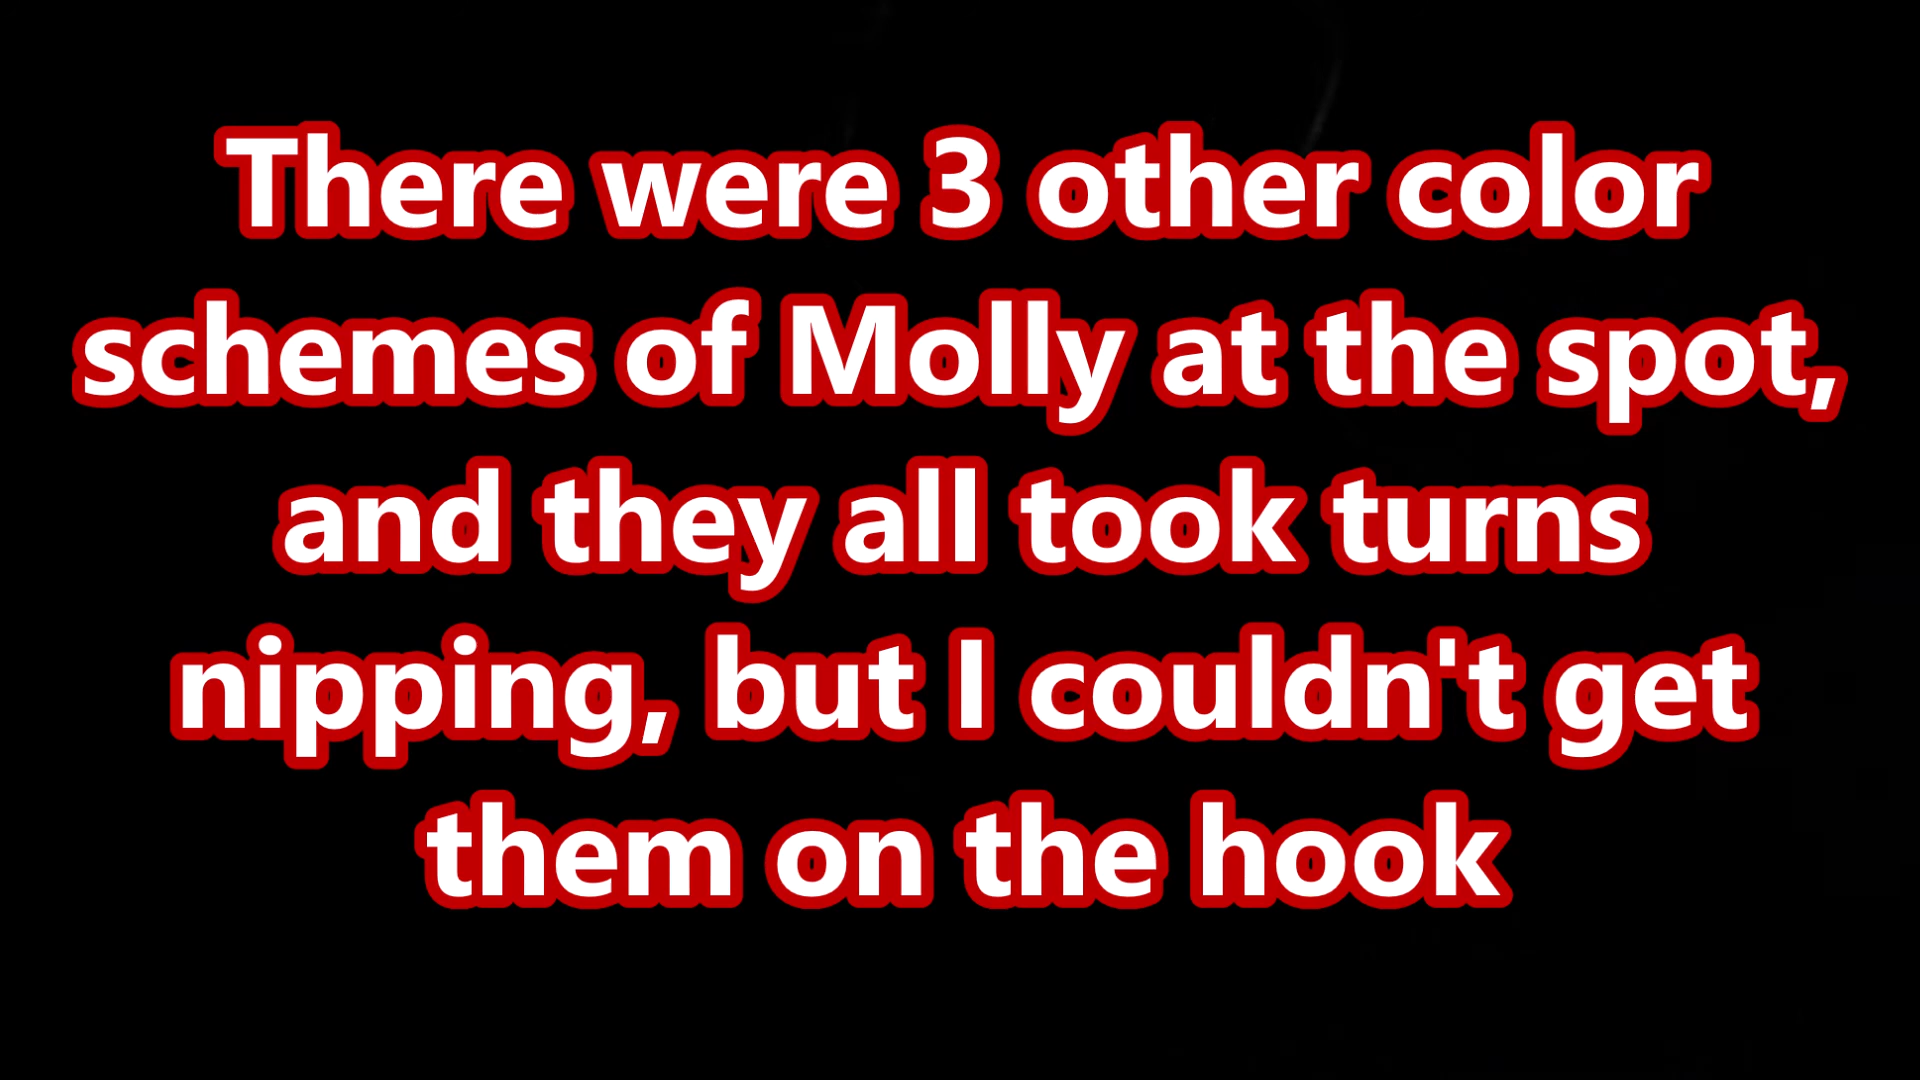 There were 3 other color
schemes of Molly at the spot,
and they all took turns
nipping, but I couldn't get
them on the hook